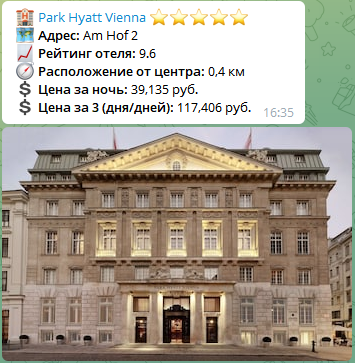 Park Hyatt Vienna
Адрес: Am Hof 2
Рейтинг отеля: 9.6
Расположение от центра: 0,4 км
Цена за ночь: 39,135 руб.
Цена за 3 (дня/дней): 117,406 руб.
16:35